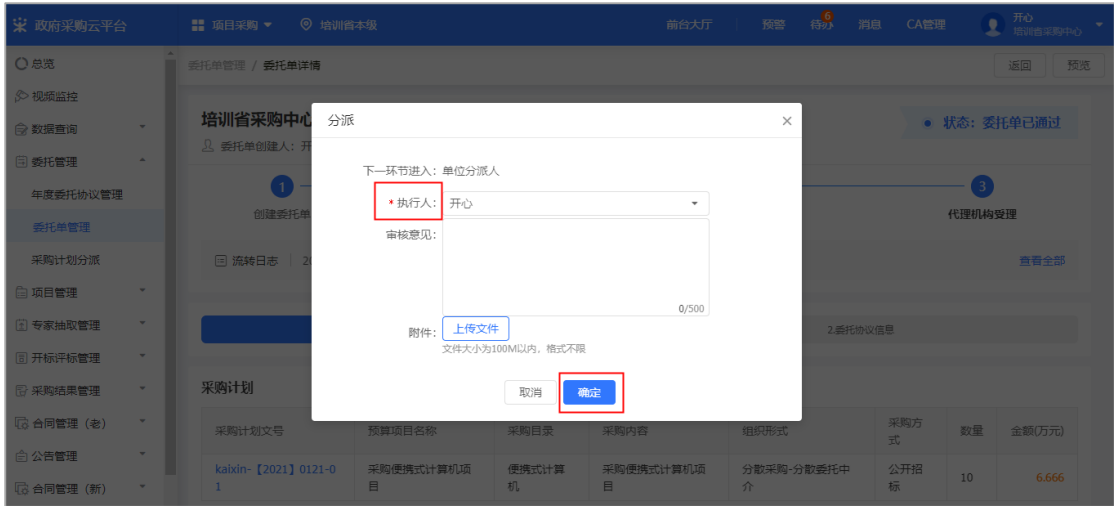 政府采购云平台
项目采购
培训省本级
前台大厅
预警
待办
6
消息
CA管理
开心
培训省采购中心
总览
视频监控
数据查询
委托管理
年度委托协议管理
委托单管理
采购计划分派
项目管理
专家抽取管理
开标评标管理
采购结果管理
合同管理（老）
公告管理
合同管理（新）
委托单管理 / 委托单详情
返回
预览
培训省采购中心
委托单创建人：开
状态：委托单已通过
1
创建委托单
3
代理机构受理
流转日志
20
查看全部
2.委托协议信息
分派
×
下一环节进入：单位分派人
* 执行人：
开心
审核意见：
0/500
附件：
上传文件
文件大小为100M以内，格式不限
取消
确定
采购计划
采购计划文号 预算项目名称 采购目录 采购内容 组织形式 采购方式 数量 金额(万元)
kaixin-【2021】0121-01 采购便携式计算机项目 便携式计算机 采购便携式计算机项目 分散采购-分散委托中介 公开招标 10 6.666